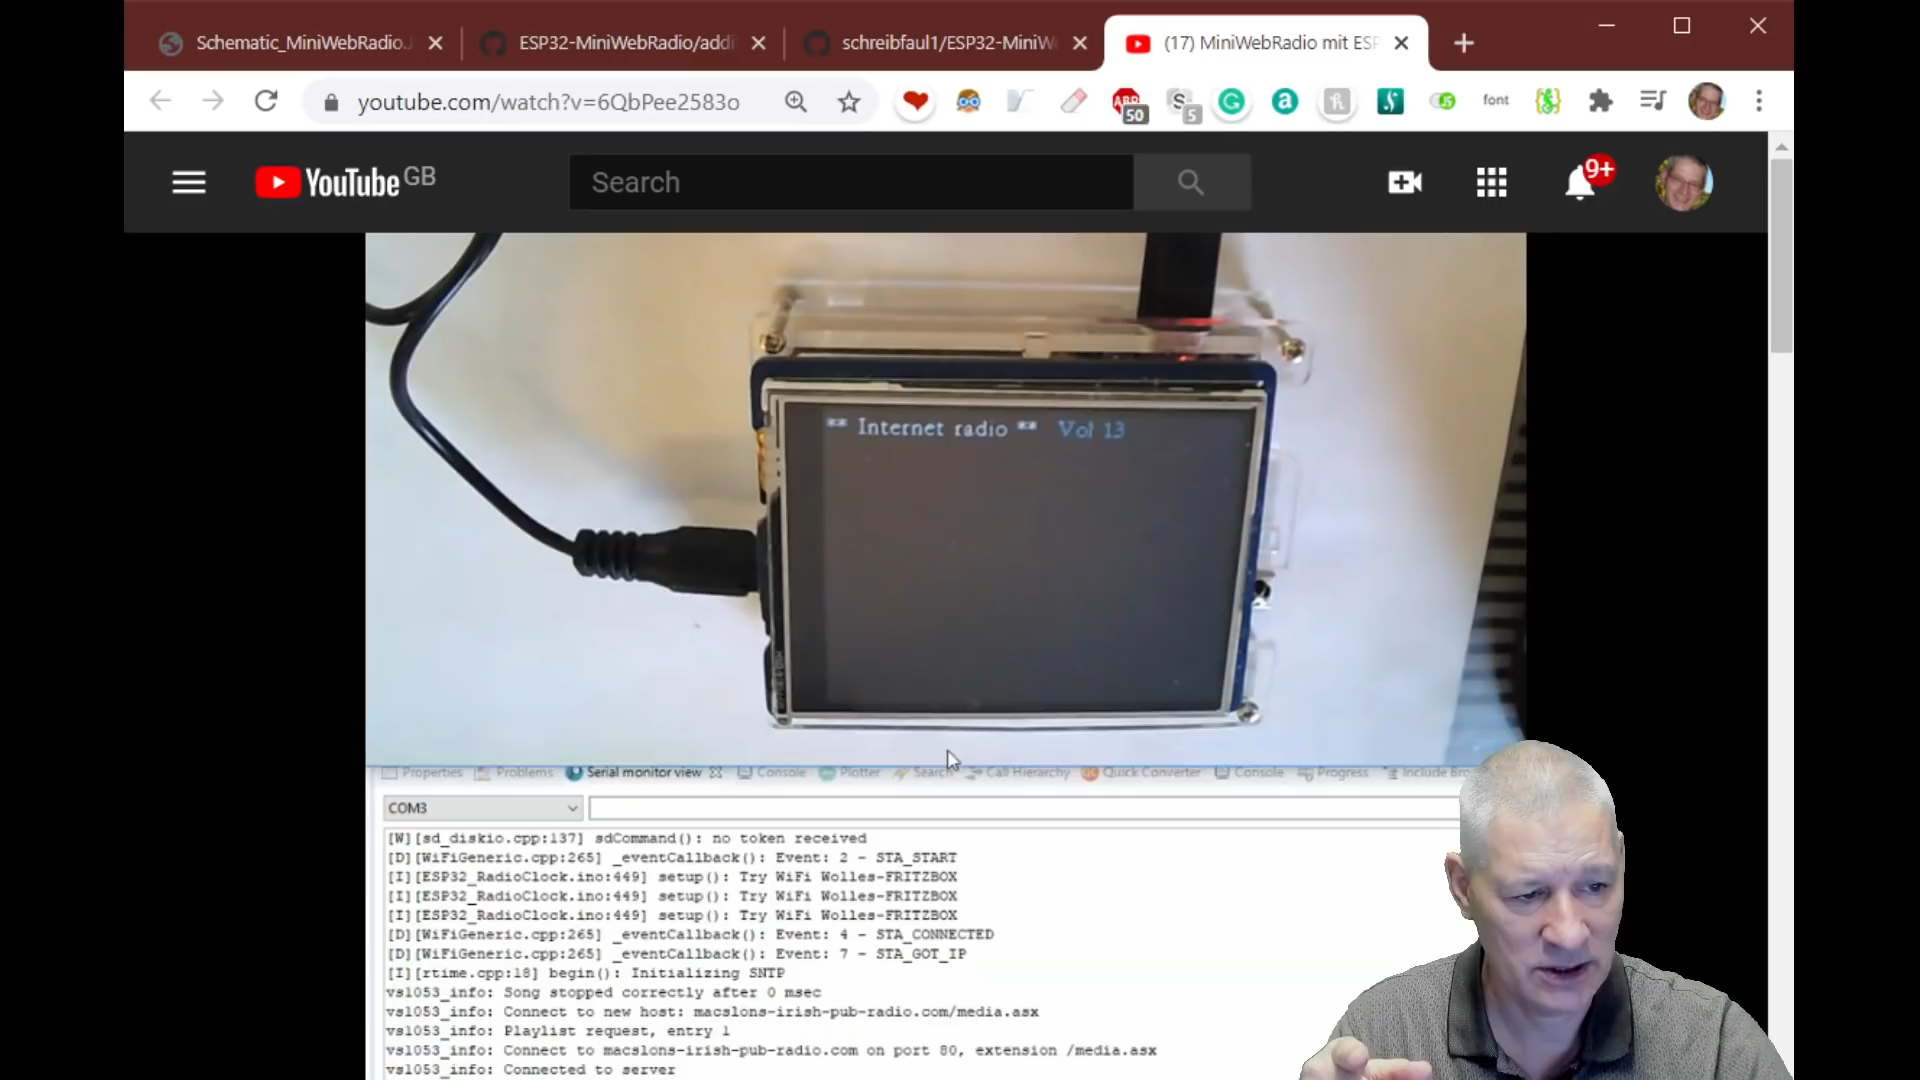 Schematic_MiniWebRadio.
ESP32-MiniWebRadio/addi
schreibfaul1/ESP32-MiniW
(17) MiniWebRadio mit ESP
youtube.com/watch?v=6QbPee2583o
ABP
50
S
5
G
a
h
font
YouTube GB
Search
9+
** Internet radio ** Vol 13
Properties
Problems
Serial monitor view
Console
Plotter
Search
Call Hierarchy
Quick Converter
Console
Progress
Include Bro
COM3
[W][sd_diskio.cpp:137] sdCommand(): no token received
[D][WiFiGeneric.cpp:265] _eventCallback(): Event: 2 - STA_START
[I][ESP32_RadioClock.ino:449] setup(): Try WiFi Wolles-FRITZBOX
[I][ESP32_RadioClock.ino:449] setup(): Try WiFi Wolles-FRITZBOX
[I][ESP32_RadioClock.ino:449] setup(): Try WiFi Wolles-FRITZBOX
[D][WiFiGeneric.cpp:265] _eventCallback(): Event: 4 - STA_CONNECTED
[D][WiFiGeneric.cpp:265] _eventCallback(): Event: 7 - STA_GOT_IP
[I][rtime.cpp:18] begin(): Initializing SNTP
vs1053_info: Song stopped correctly after 0 msec
vs1053_info: Connect to new host: macslons-irish-pub-radio.com/media.asx
vs1053_info: Playlist request, entry 1
vs1053_info: Connect to macslons-irish-pub-radio.com on port 80, extension /media.asx
vs1053_info: Connected to server